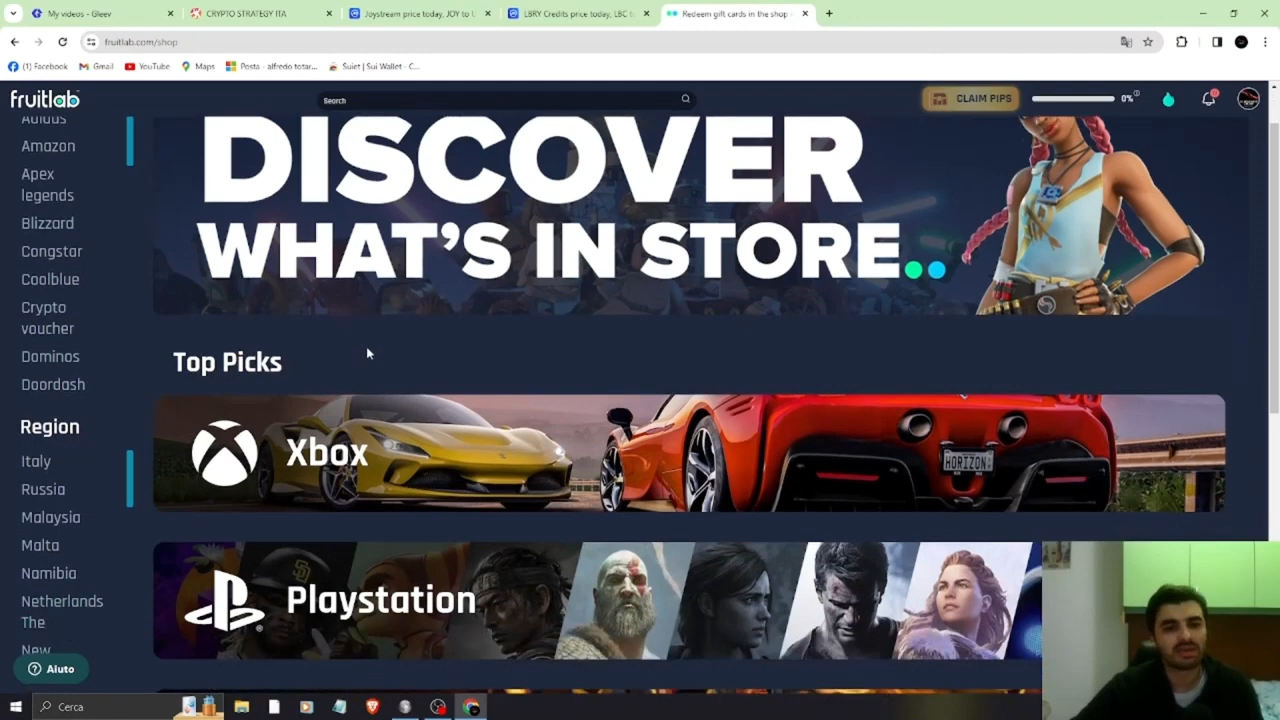 My videos - Gleev
CRYPTO STRATEGY ITA
Joystream price today, JOY to U
LBRY Credits price today, LBC to
Redeem gift cards in the shop
fruitlab.com/shop
(1) Facebook
Gmail
YouTube
Maps
Posta - alfredo totar...
Suiet | Sui Wallet - C...
fruitlab
Search
CLAIM PIPS
0%
Adidas
Amazon
Apex
legends
Blizzard
Congstar
Coolblue
Crypto
voucher
Dominos
Doordash
Region
Italy
Russia
Malaysia
Malta
Namibia
Netherlands
The
New
Aiuto
DISCOVER
WHAT'S IN STORE..
Top Picks
Xbox
HORIZON
Playstation
Cerca